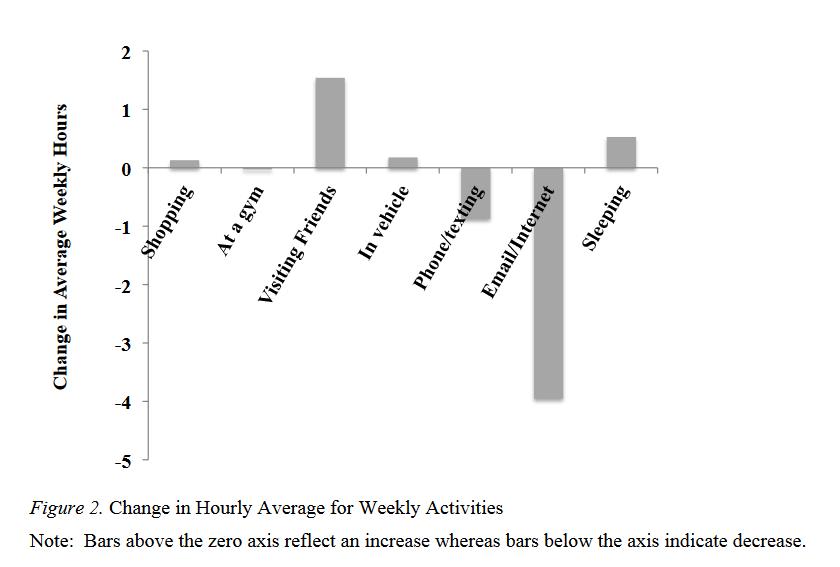 Change in Average Weekly Hours
2
1
0
-1
-2
-3
-4
-5
Shopping
At a gym
Visiting Friends
In vehicle
Phone/texting
Email/Internet
Sleeping
Figure 2. Change in Hourly Average for Weekly Activities
Note:  Bars above the zero axis reflect an increase whereas bars below the axis indicate decrease.